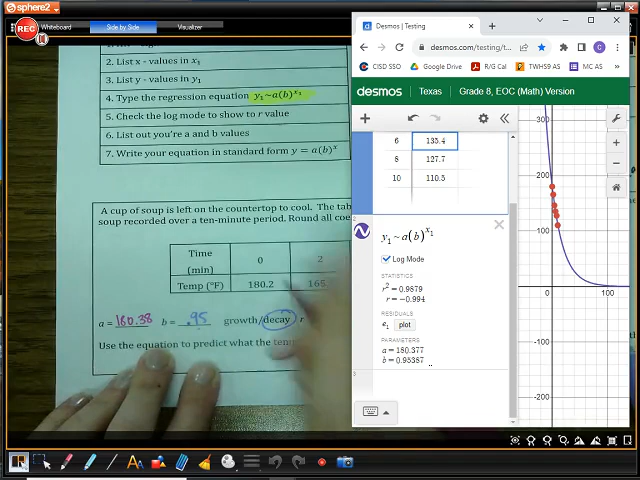 sphere2
Whiteboard
Side by Side
Visualizer
REC
2. List x - values in x₁
3. List y - values in y₁
4. Type the regression equation y₁~a(b)^x₁
5. Check the log mode to show to r value
6. List out you're a and b values
7. Write your equation in standard form y = a(b)^x
A cup of soup is left on the countertop to cool. The
soup recorded over a ten-minute period. Round all
Time (min) 0 2
Temp (°F) 180.2 165
a = 180.38 b = .95 growth/decay r
Use the equation to predict what the
Desmos | Testing
desmos.com/testing/t
CISD SSO
Google
R/G Cal
TWHS9 AS
MC AS
desmos
Texas
Grade 8, EOC (Math) Version
6 135.4
8 127.7
10 110.5
2
y₁ ~ a(b)^x₁
Log Mode
STATISTICS
r² = 0.9879
r = −0.994
RESIDUALS
e₁ plot
PARAMETERS
a = 180.377
b = 0.95387
3
300
200
100
0
100
-100
-200